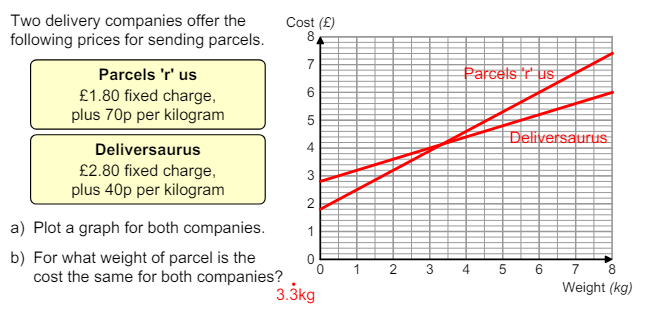 Two delivery companies offer the
following prices for sending parcels.
Parcels 'r' us
£1.80 fixed charge,
plus 70p per kilogram
Deliversaurus
£2.80 fixed charge,
plus 40p per kilogram
a) Plot a graph for both companies.
b) For what weight of parcel is the
cost the same for both companies?
3.3̇kg
Cost (£)
8
7
6
5
4
3
2
1
0
Parcels 'r' us
Deliversaurus
0 1 2 3 4 5 6 7 8
Weight (kg)